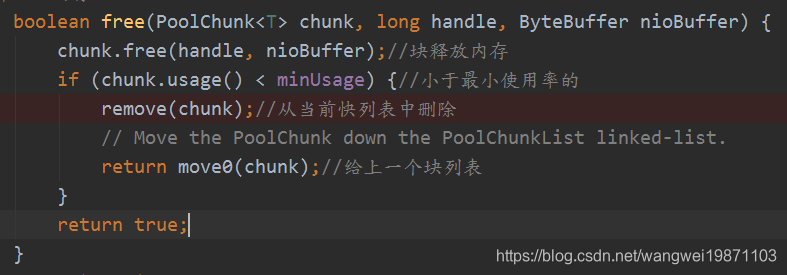 boolean free(PoolChunk<T> chunk, long handle, ByteBuffer nioBuffer) {
    chunk.free(handle, nioBuffer);//块释放内存
    if (chunk.usage() < minUsage) {//小于最小使用率的
        remove(chunk);//从当前快列表中删除
        // Move the PoolChunk down the PoolChunkList linked-list.
        return move0(chunk);//给上一个块列表
    }
    return true;
}
https://blog.csdn.net/wangwei19871103